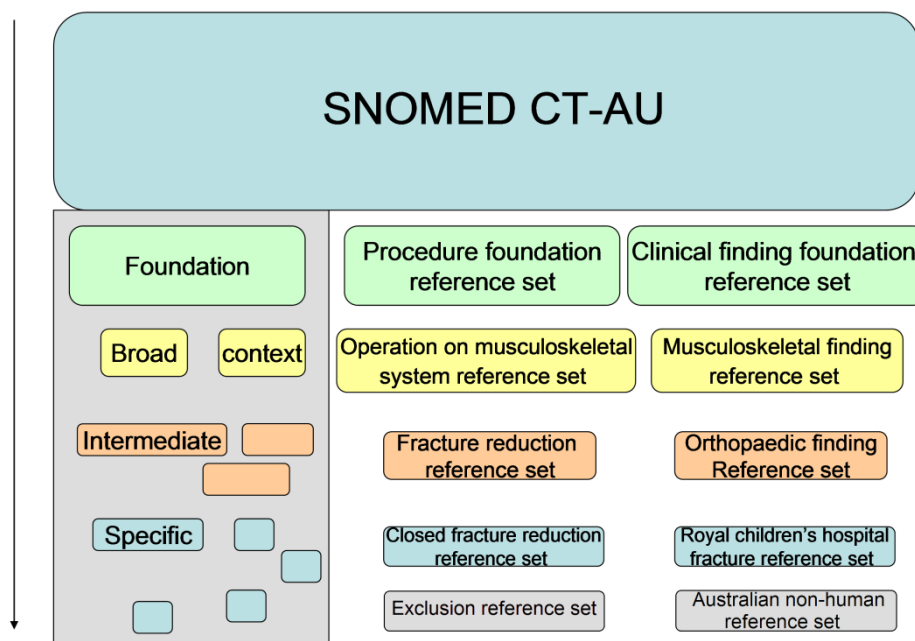 SNOMED CT-AU
Foundation
Procedure foundation
reference set
Clinical finding foundation
reference set
Broad
context
Operation on musculoskeletal
system reference set
Musculoskeletal finding
reference set
Intermediate
Fracture reduction
reference set
Orthopaedic finding
Reference set
Specific
Closed fracture reduction
reference set
Royal children's hospital
fracture reference set
Exclusion reference set
Australian non-human
reference set